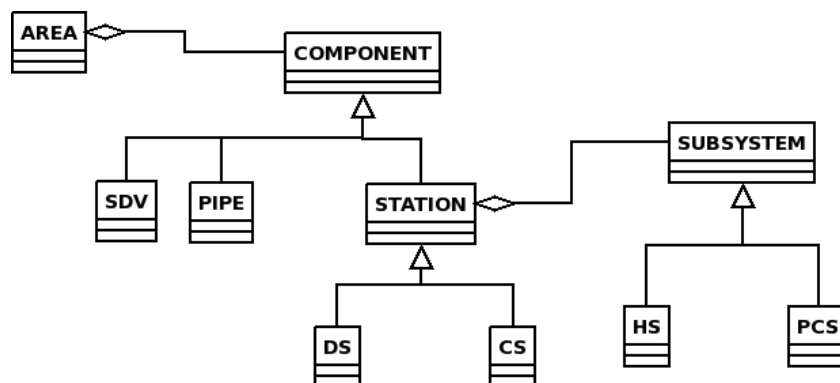 AREA
COMPONENT
SUBSYSTEM
SDV
PIPE
STATION
HS
PCS
DS
CS